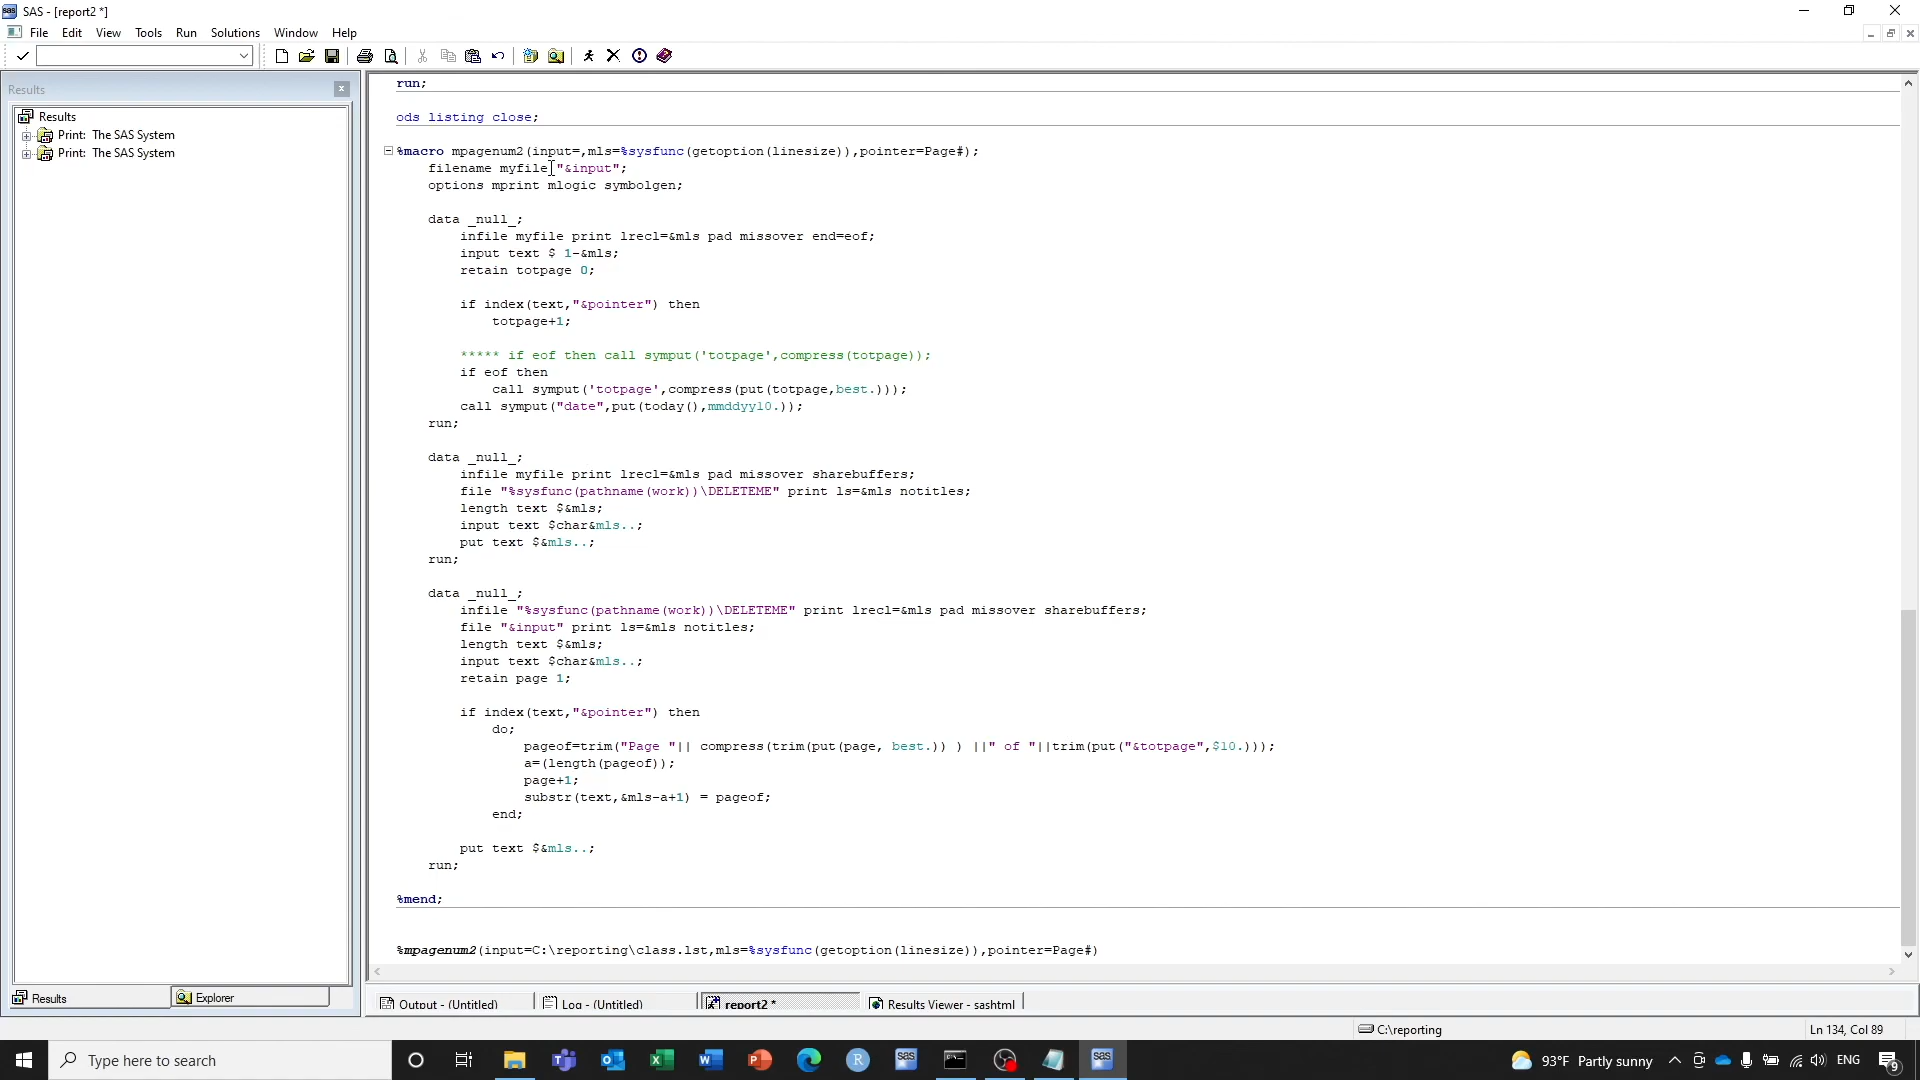 SAS - [report2 *]
File Edit View Tools Run Solutions Window Help
Results
Results
Print: The SAS System
Print: The SAS System
run;
ods listing close;
%macro mpagenum2(input=,mls=%sysfunc(getoption(linesize)),pointer=Page#);
filename myfile "&input";
options mprint mlogic symbolgen;
data _null_;
infile myfile print lrecl=&mls pad missover end=eof;
input text $ 1-&mls;
retain totpage 0;
if index(text,"&pointer") then
totpage+1;
***** if eof then call symput('totpage',compress(totpage));
if eof then
call symput('totpage',compress(put(totpage,best.)));
call symput("date",put(today(),mmddyy10.));
run;
data _null_;
infile myfile print lrecl=&mls pad missover sharebuffers;
file "%sysfunc(pathname(work))\DELETEME" print ls=&mls notitles;
length text $&mls;
input text $char&mls..;
put text $&mls..;
run;
data _null_;
infile "%sysfunc(pathname(work))\DELETEME" print lrecl=&mls pad missover sharebuffers;
file "&input" print ls=&mls notitles;
length text $&mls;
input text $char&mls..;
retain page 1;
if index(text,"&pointer") then
do;
pageof=trim("Page "|| compress(trim(put(page, best.)) ) ||" of "||trim(put("&totpage",$10.)));
a=(length(pageof));
page+1;
substr(text,&mls-a+1) = pageof;
end;
put text $&mls..;
run;
%mend;
%mpagenum2(input=C:\reporting\class.lst,mls=%sysfunc(getoption(linesize)),pointer=Page#)
Results Explorer
Output - (Untitled) Log - (Untitled) report2 * Results Viewer - sashtml
C:\reporting Ln 134, Col 89
Type here to search
93°F Partly sunny ENG 9